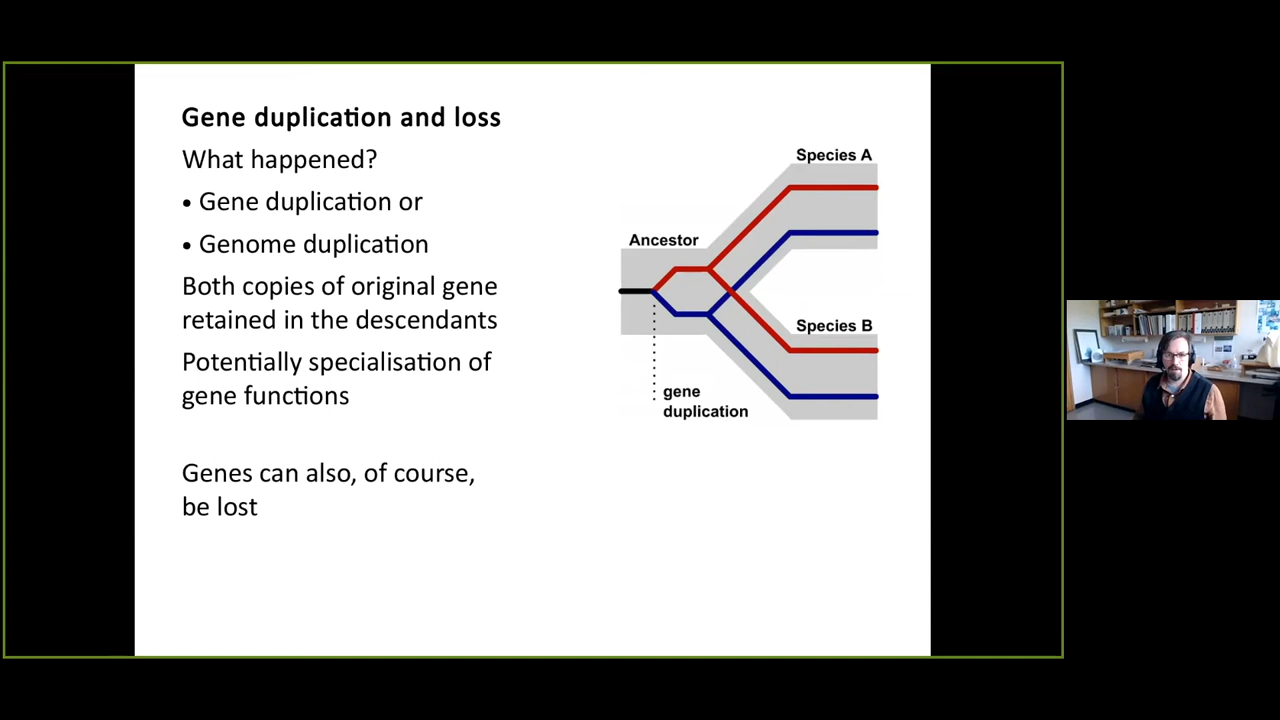 Gene duplication and loss
What happened?
• Gene duplication or
• Genome duplication
Both copies of original gene
retained in the descendants
Potentially specialisation of
gene functions
Genes can also, of course,
be lost
Species A
Ancestor
Species B
gene
duplication